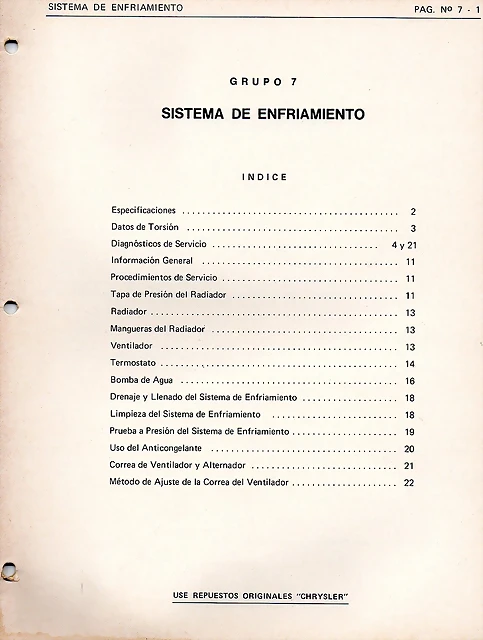 SISTEMA DE ENFRIAMIENTO PAG. Nº 7 - 1
GRUPO 7
SISTEMA DE ENFRIAMIENTO
INDICE
Especificaciones ........................................ 2
Datos de Torsión ........................................ 3
Diagnósticos de Servicio ............................... 4 y 21
Información General ................................... 11
Procedimientos de Servicio .............................. 11
Tapa de Presión del Radiador ............................ 11
Radiador .............................................. 13
Mangueras del Radiador ................................ 13
Ventilador ............................................ 13
Termostato ............................................ 14
Bomba de Agua ........................................ 16
Drenaje y Llenado del Sistema de Enfriamiento ................ 18
Limpieza del Sistema de Enfriamiento ...................... 18
Prueba a Presión del Sistema de Enfriamiento .................. 19
Uso del Anticongelante ................................. 20
Correa de Ventilador y Alternador ......................... 21
Método de Ajuste de la Correa del Ventilador .................. 22
USE REPUESTOS ORIGINALES "CHRYSLER"